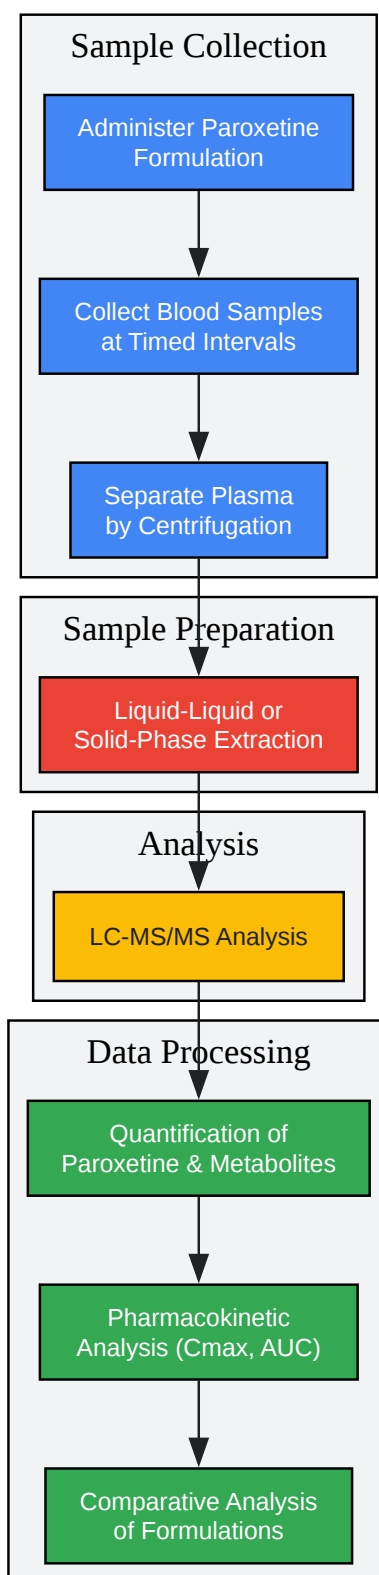 Sample Collection
Administer Paroxetine
Formulation
Collect Blood Samples
at Timed Intervals
Separate Plasma
by Centrifugation
Sample Preparation
Liquid-Liquid or
Solid-Phase Extraction
Analysis
LC-MS/MS Analysis
Data Processing
Quantification of
Paroxetine & Metabolites
Pharmacokinetic
Analysis (Cmax, AUC)
Comparative Analysis
of Formulations